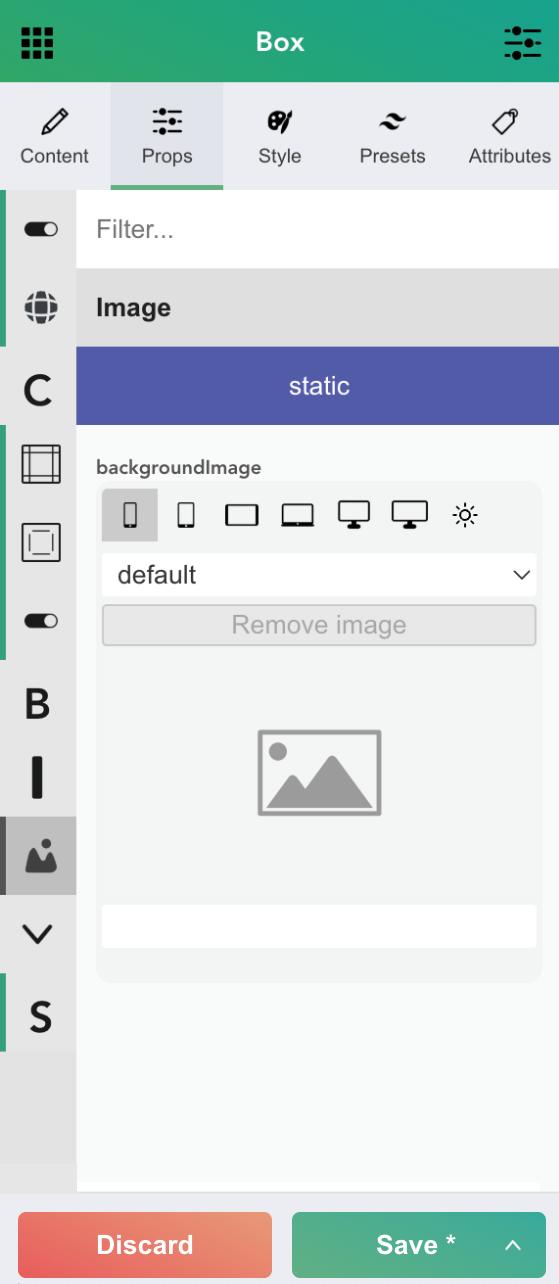 Box
Content Props Style Presets Attributes
Filter...
Image
C
static
backgroundImage
default
Remove image
B
S
Discard Save *